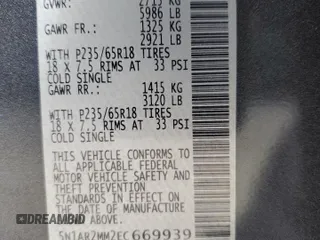 GVWR: 2715 KG
5986 LB
GAWR FR.: 1325 KG
2921 LB
WITH P235/65R18 TIRES
18 X 7.5 RIMS AT 33 PSI
COLD SINGLE
GAWR RR.: 1415 KG
3120 LB
WITH P235/65R18 TIRES
18 X 7.5 RIMS AT 33 PSI
COLD SINGLE
THIS VEHICLE CONFORMS TO
ALL APPLICABLE FEDERAL
MOTOR VEHICLE SAFETY AND
THEFT PREVENTION
STANDARDS IN EFFECT ON
THE DATE OF MANUFACTURE
SHOWN ABOVE.
5N1AR2MM2EC669939
DREAMBID